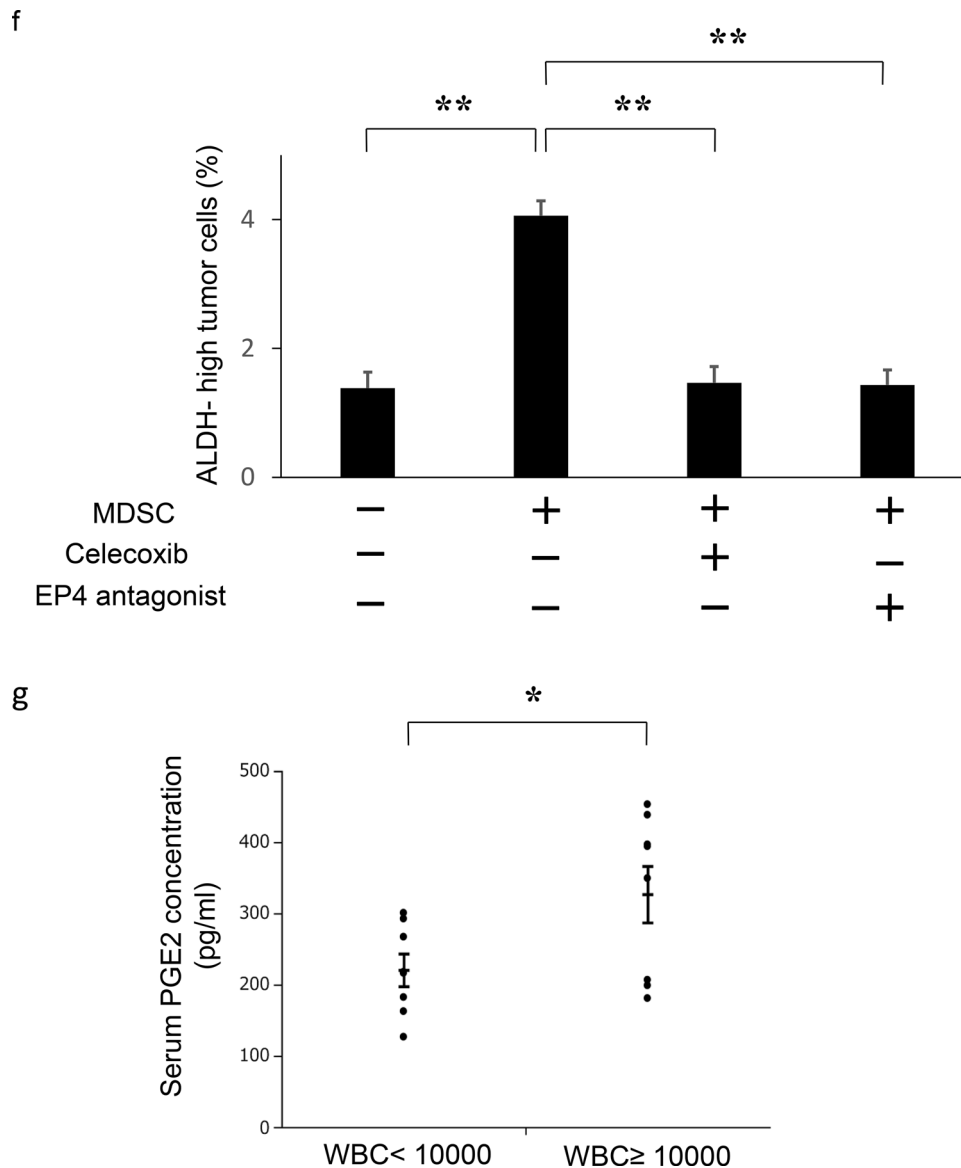 f
**
** **
ALDH- high tumor cells (%)
4
2
0
MDSC − + + +
Celecoxib − − + −
EP4 antagonist − − − +
g
*
Serum PGE2 concentration
(pg/ml)
500
400
300
200
100
0
WBC< 10000 WBC≥ 10000